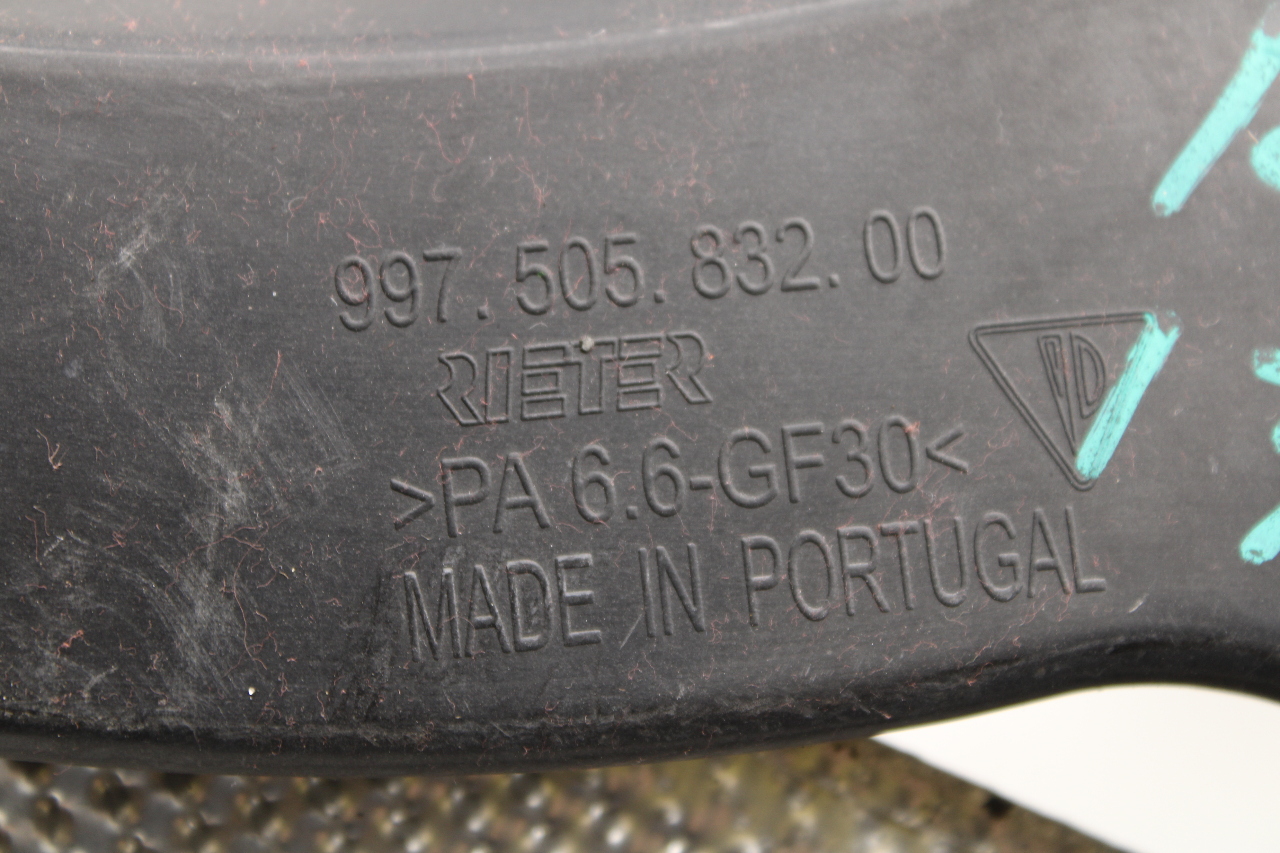 997.505.832.00
RIETER
>PA 6.6-GF30<
MADE IN PORTUGAL